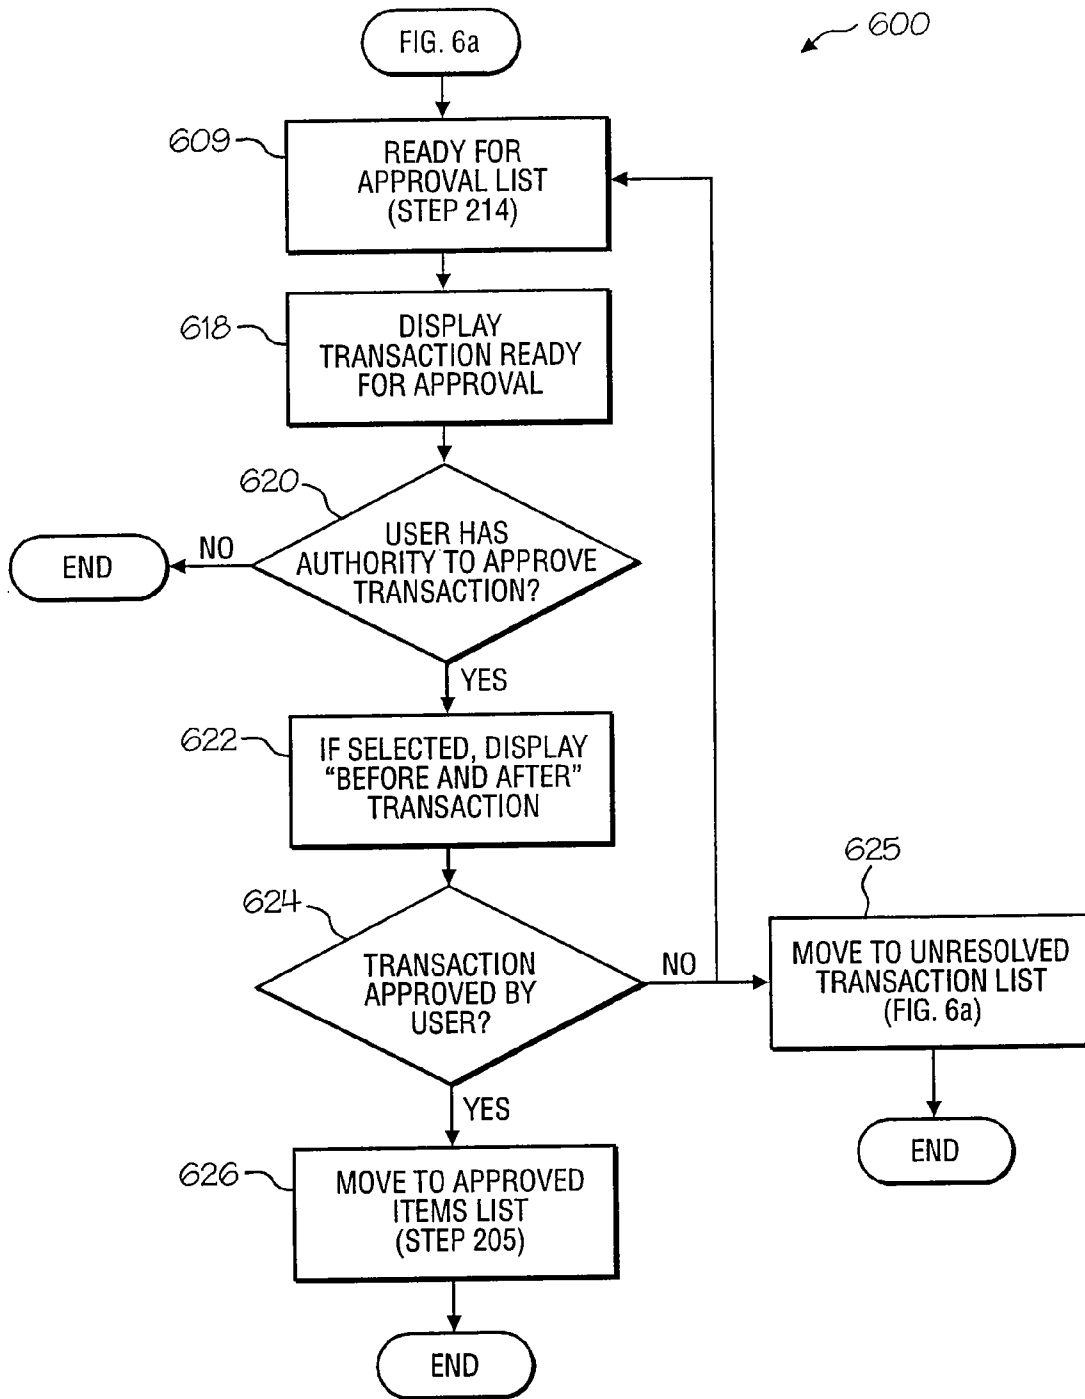 FIG. 6a
600
609
READY FOR
APPROVAL LIST
(STEP 214)
618
DISPLAY
TRANSACTION READY
FOR APPROVAL
620
USER HAS
AUTHORITY TO APPROVE
TRANSACTION?
NO
END
YES
622
IF SELECTED, DISPLAY
“BEFORE AND AFTER”
TRANSACTION
624
TRANSACTION
APPROVED BY
USER?
NO
625
MOVE TO UNRESOLVED
TRANSACTION LIST
(FIG. 6a)
END
YES
626
MOVE TO APPROVED
ITEMS LIST
(STEP 205)
END